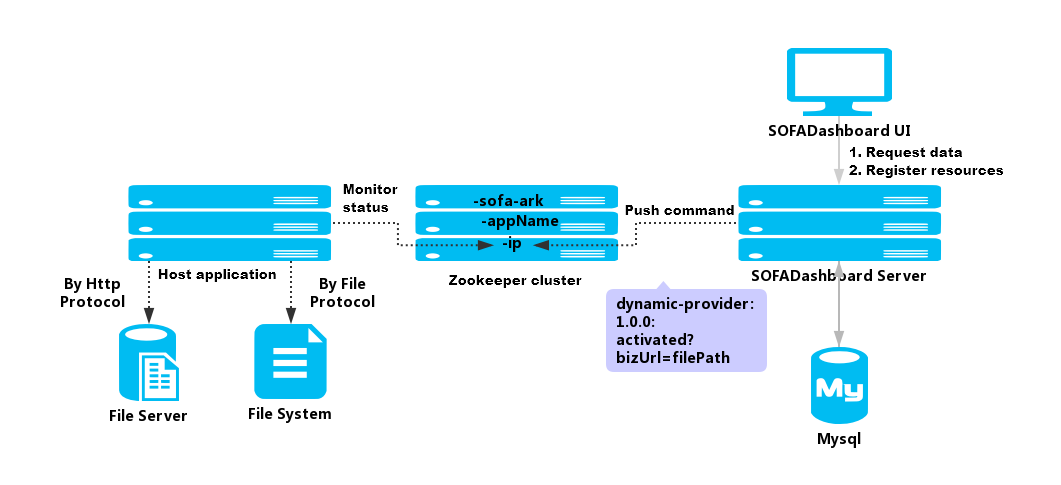 SOFADashboard UI
1. Request data
2. Register resources
Monitor
status
-sofa-ark
-appName
-ip
Push command
Host application
Zookeeper cluster
SOFADashboard Server
By Http
Protocol
By File
Protocol
dynamic-provider:
1.0.0:
activated?
bizUrl=filePath
My
File Server
File System
Mysql